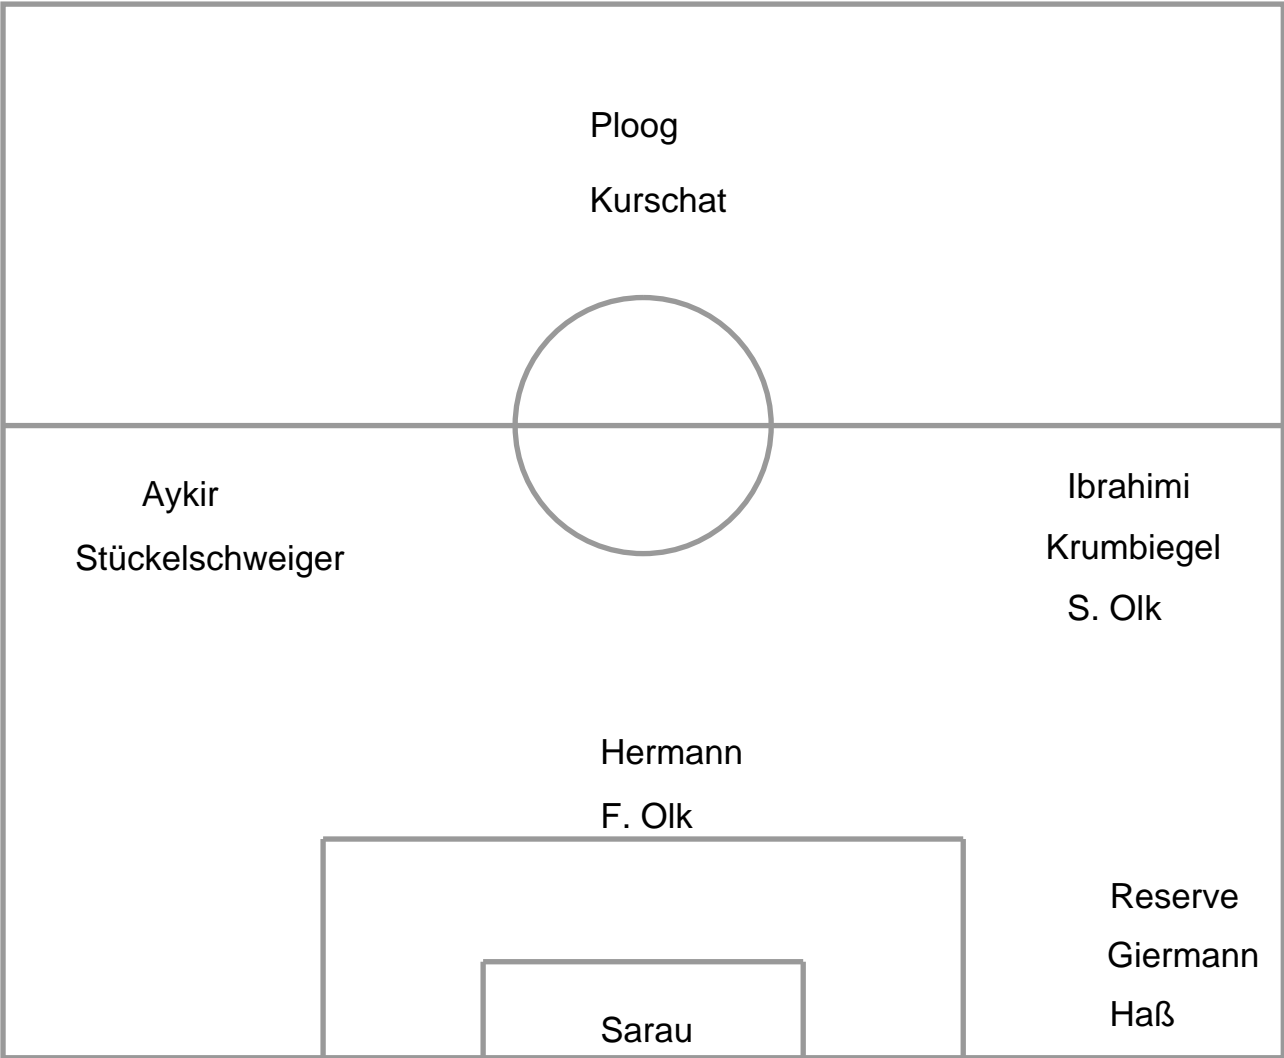 Ploog
Kurschat
Aykir
Stückelschweiger
Ibrahimi
Krumbiegel
S. Olk
Hermann
F. Olk
Reserve
Giermann
Haß
Sarau